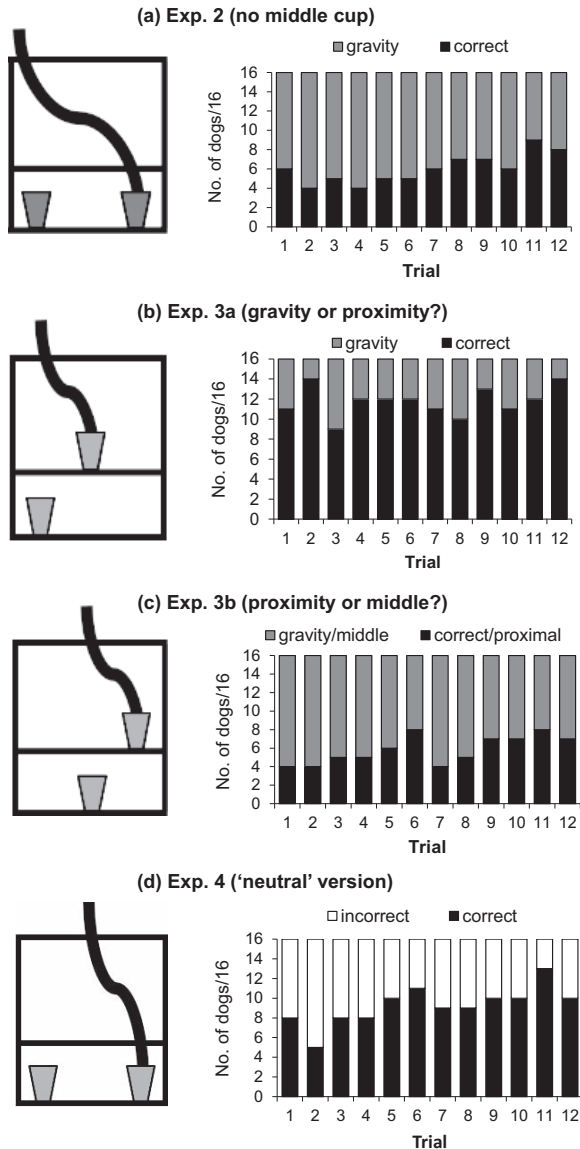 (a) Exp. 2 (no middle cup)
gravity correct
No. of dogs/16
16
14
12
10
8
6
4
2
0
1 2 3 4 5 6 7 8 9 10 11 12
Trial
(b) Exp. 3a (gravity or proximity?)
gravity correct
No. of dogs/16
16
14
12
10
8
6
4
2
0
1 2 3 4 5 6 7 8 9 10 11 12
Trial
(c) Exp. 3b (proximity or middle?)
gravity/middle correct/proximal
No. of dogs/16
16
14
12
10
8
6
4
2
0
1 2 3 4 5 6 7 8 9 10 11 12
Trial
(d) Exp. 4 (‘neutral’ version)
incorrect correct
No. of dogs/16
16
14
12
10
8
6
4
2
0
1 2 3 4 5 6 7 8 9 10 11 12
Trial